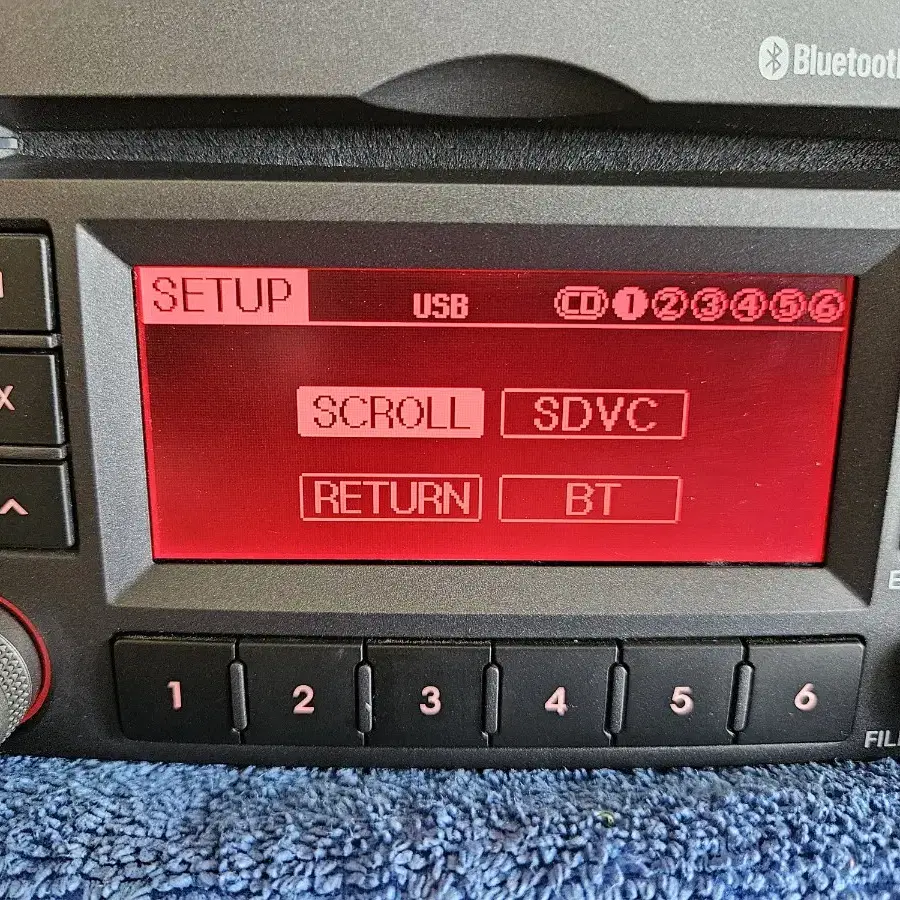 Bluetooth
SETUP USB CD 1 2 3 4 5 6
X
SCROLL SDVC
RETURN BT
1 2 3 4 5 6